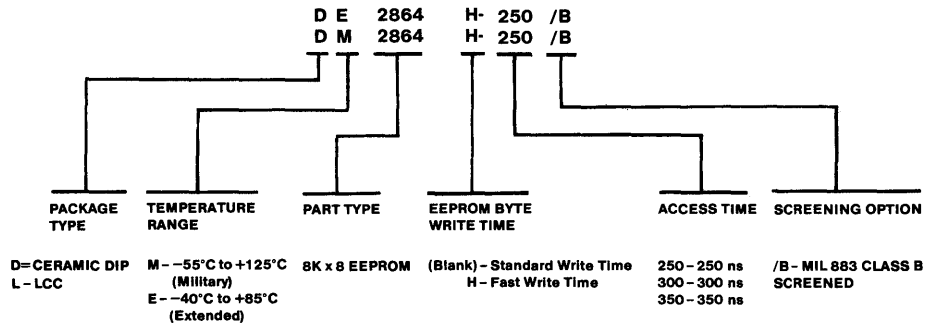 D E 2864 H- 250 /B
D M 2864 H- 250 /B
PACKAGE TYPE
TEMPERATURE RANGE
PART TYPE
EEPROM BYTE WRITE TIME
ACCESS TIME
SCREENING OPTION
D=CERAMIC DIP
L – LCC
M – –55°C to +125°C
(Military)
E – –40°C to +85°C
(Extended)
8K x 8 EEPROM
(Blank) – Standard Write Time
H – Fast Write Time
250 – 250 ns
300 – 300 ns
350 – 350 ns
/B – MIL 883 CLASS B
SCREENED